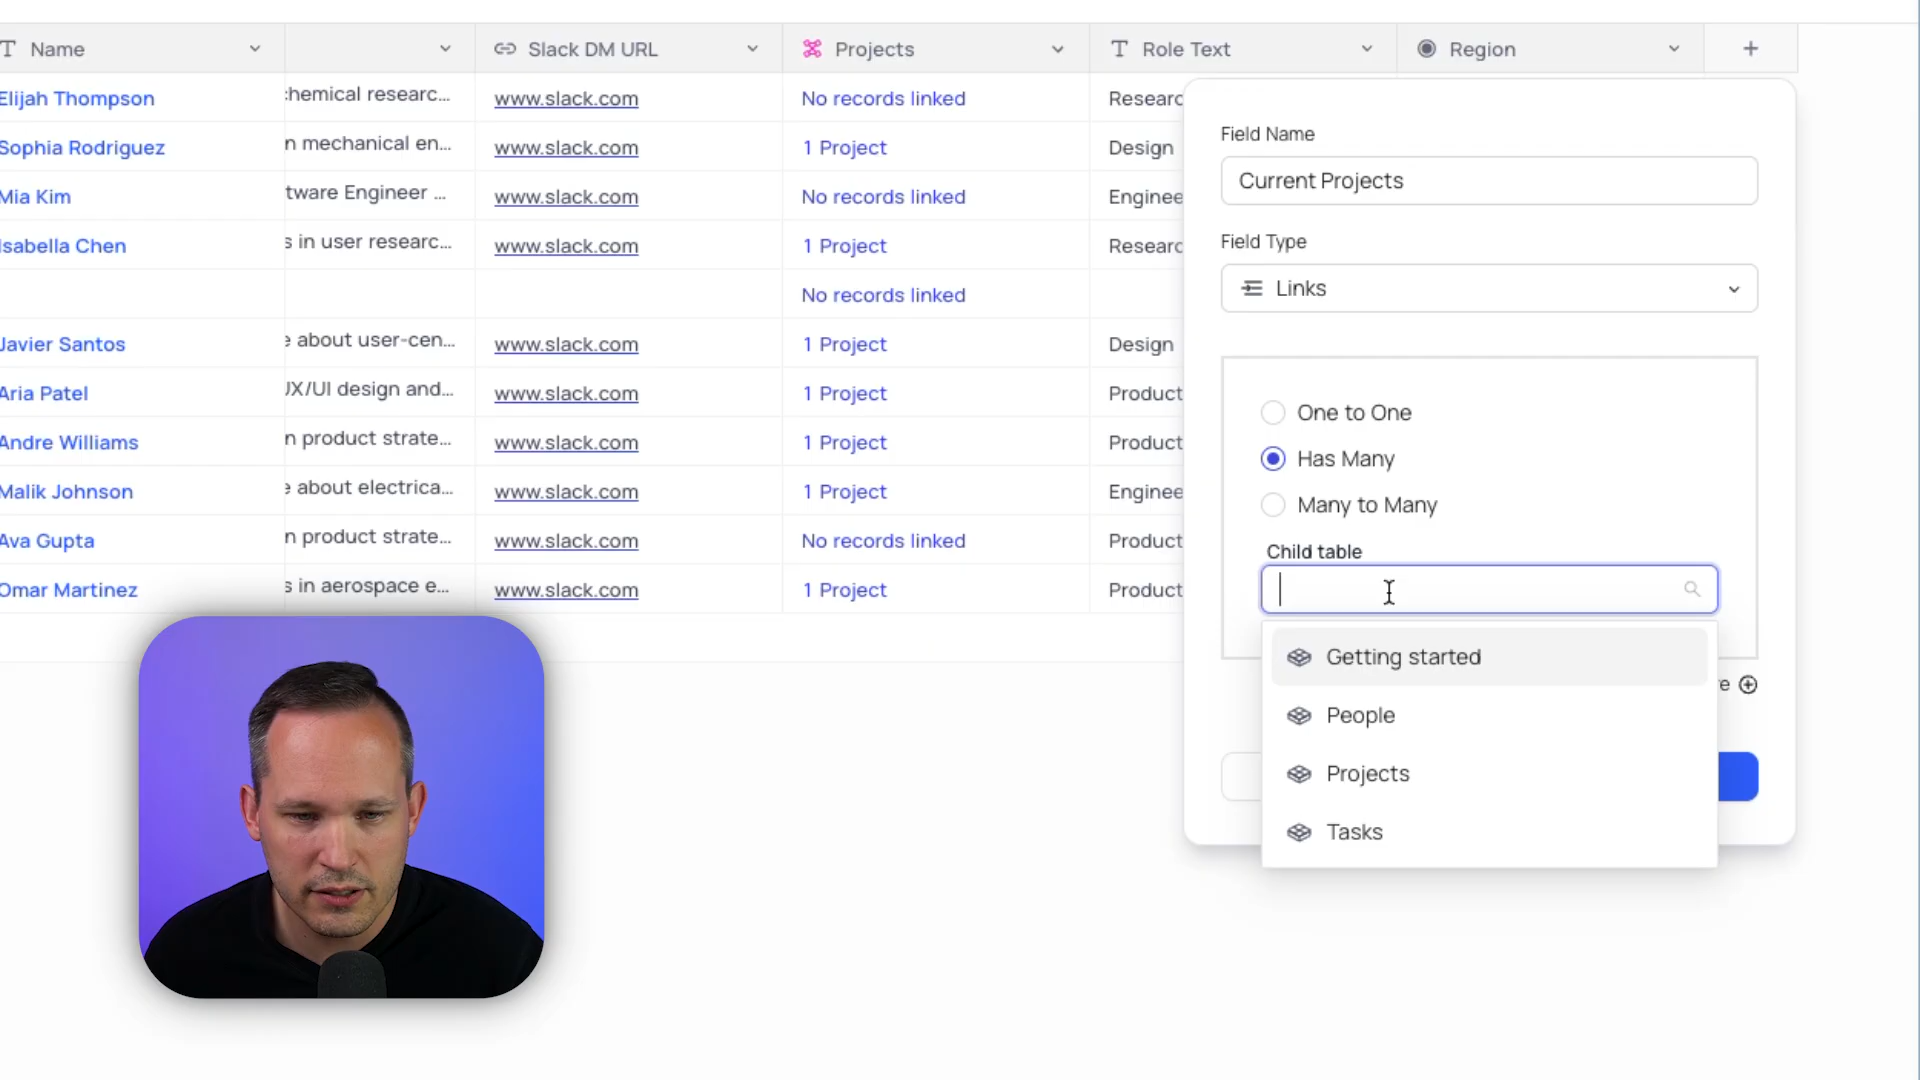 Name Slack DM URL Projects Role Text Region
Elijah Thompson chemical researc... www.slack.com No records linked Researc
Sophia Rodriguez n mechanical en... www.slack.com 1 Project Design
Mia Kim tware Engineer ... www.slack.com No records linked Enginee
Isabella Chen s in user researc... www.slack.com 1 Project Researc
No records linked
Javier Santos e about user-cen... www.slack.com 1 Project Design
Aria Patel UX/UI design and... www.slack.com 1 Project Product
Andre Williams n product strate... www.slack.com 1 Project Product
Malik Johnson e about electrica... www.slack.com 1 Project Enginee
Ava Gupta n product strate... www.slack.com No records linked Product
Omar Martinez s in aerospace e... www.slack.com 1 Project Product
Field Name
Current Projects
Field Type
Links
One to One
Has Many
Many to Many
Child table
Getting started
People
Projects
Tasks